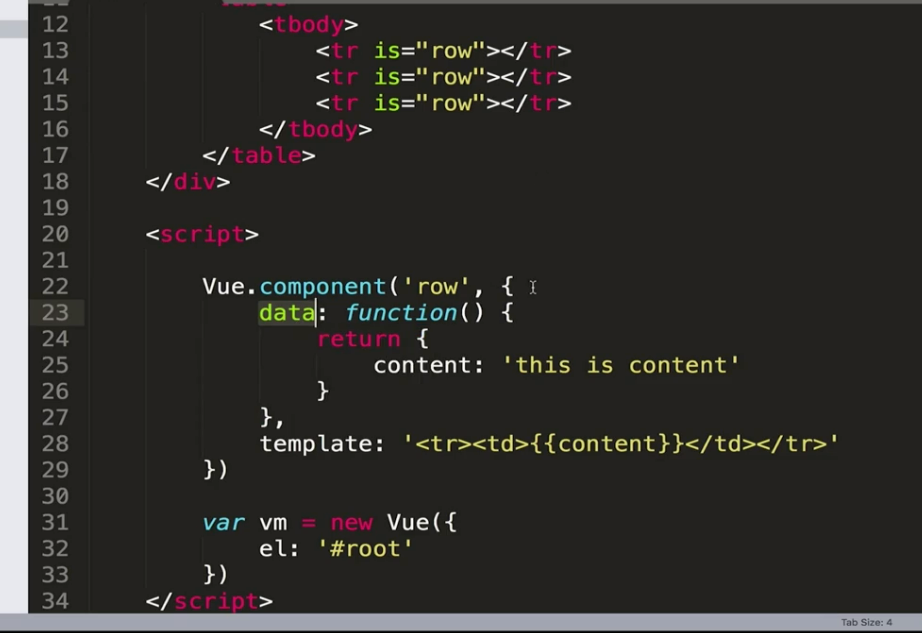 12 <tbody>
13 <tr is="row"></tr>
14 <tr is="row"></tr>
15 <tr is="row"></tr>
16 </tbody>
17 </table>
18 </div>
19
20 <script>
21
22 Vue.component('row', {
23 data: function() {
24 return {
25 content: 'this is content'
26 }
27 },
28 template: '<tr><td>{{content}}</td></tr>'
29 })
30
31 var vm = new Vue({
32 el: '#root'
33 })
34 </script>
Tab Size: 4